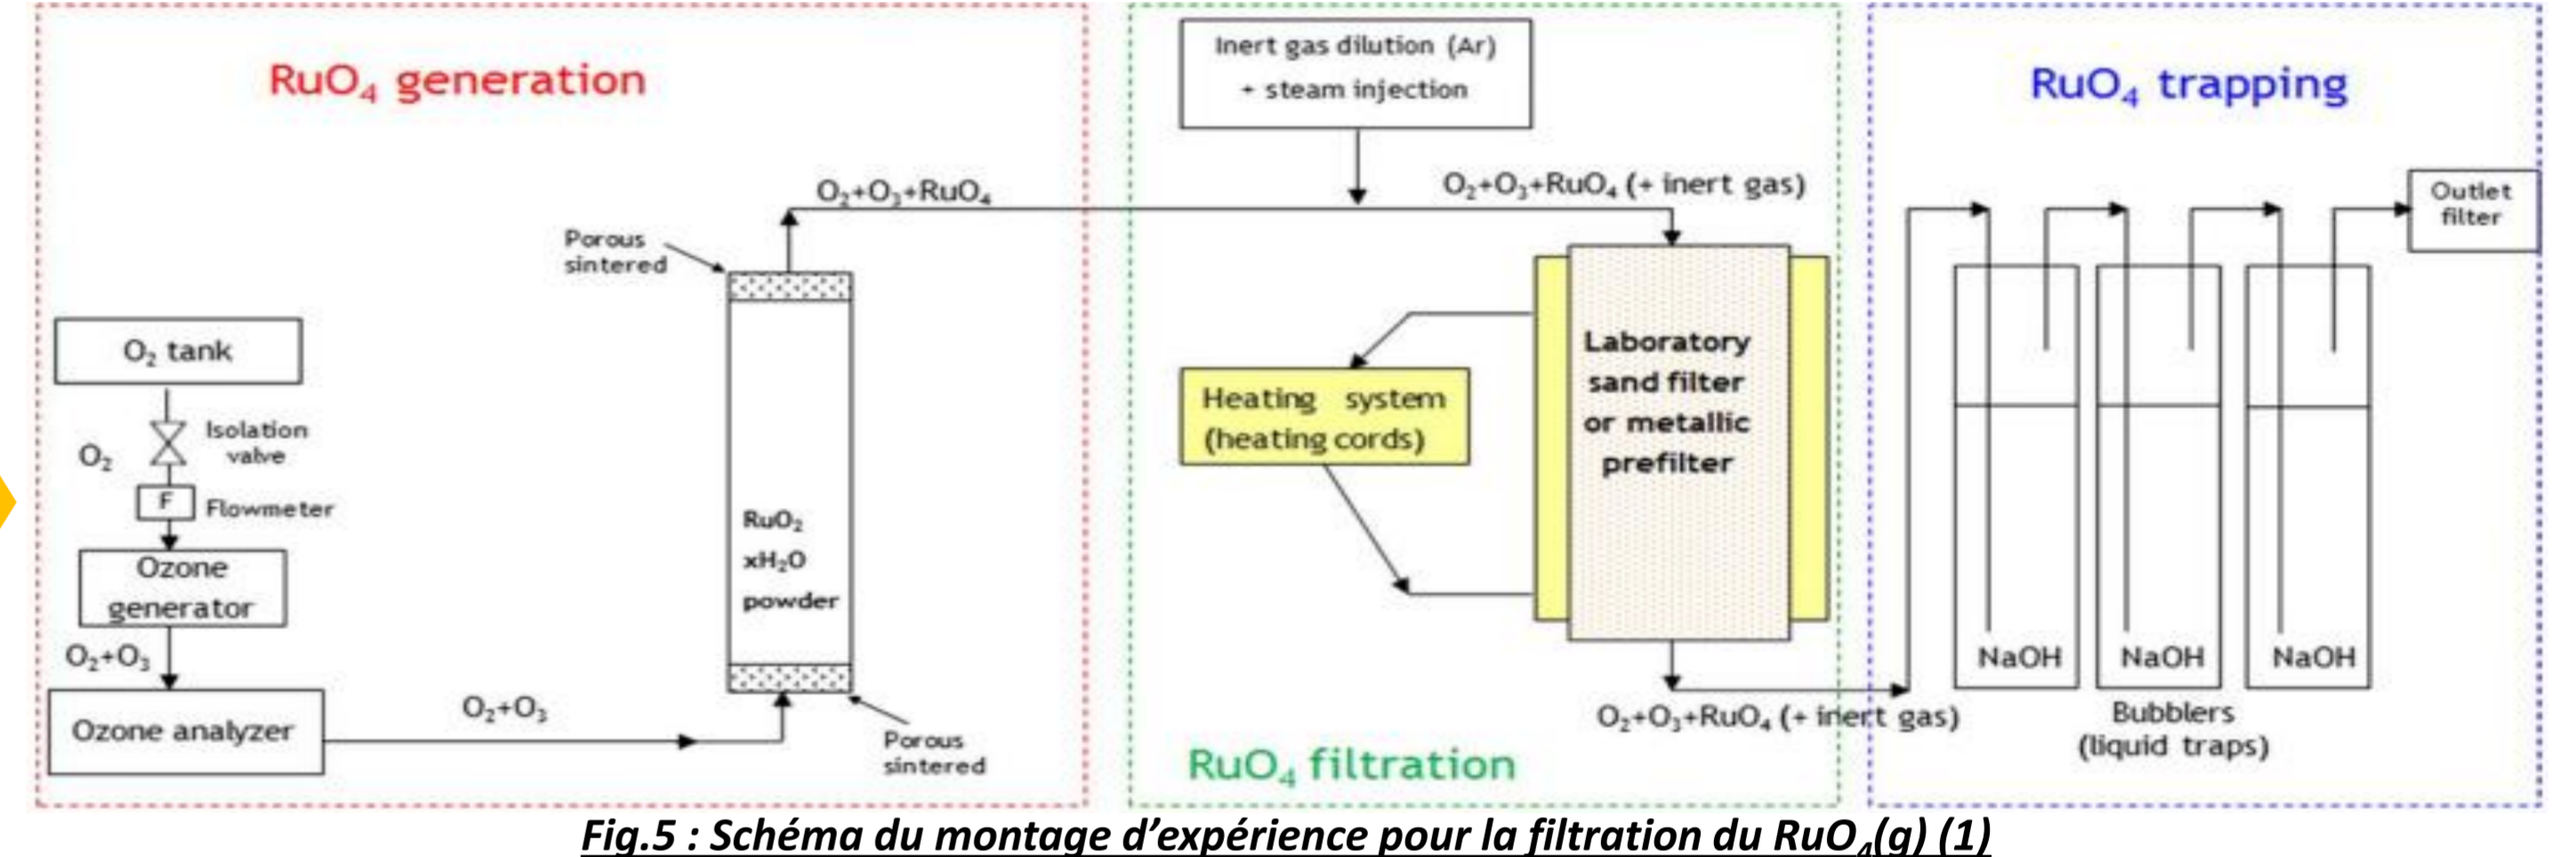 RuO₄ generation
O₂ tank
O₂
Isolation
valve
F
Flowmeter
Ozone
generator
O₂+O₃
Ozone analyzer
O₂+O₃
Porous
sintered
RuO₂
xH₂O
powder
Porous
sintered
O₂+O₃+RuO₄
Inert gas dilution (Ar)
+ steam injection
O₂+O₃+RuO₄ (+ inert gas)
Heating system
(heating cords)
Laboratory
sand filter
or metallic
prefilter
RuO₄ filtration
O₂+O₃+RuO₄ (+ inert gas)
RuO₄ trapping
Outlet
filter
NaOH
NaOH
NaOH
Bubblers
(liquid traps)
Fig.5 : Schéma du montage d’expérience pour la filtration du RuO₄(g) (1)